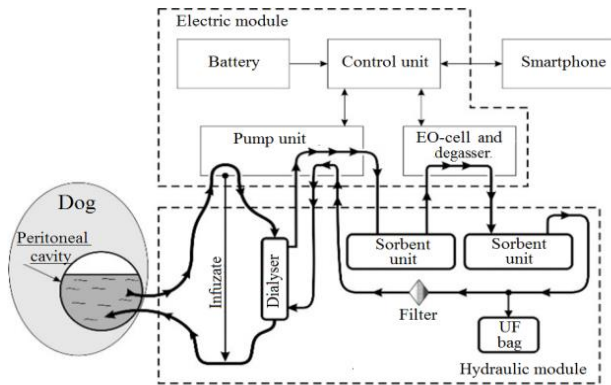 Electric module
Battery
Control unit
Smartphone
Pump unit
EO-cell and
degasser
Dog
Peritoneal
cavity
Infuzate
Dialyser
Sorbent
unit
Sorbent
unit
Filter
UF
bag
Hydraulic module